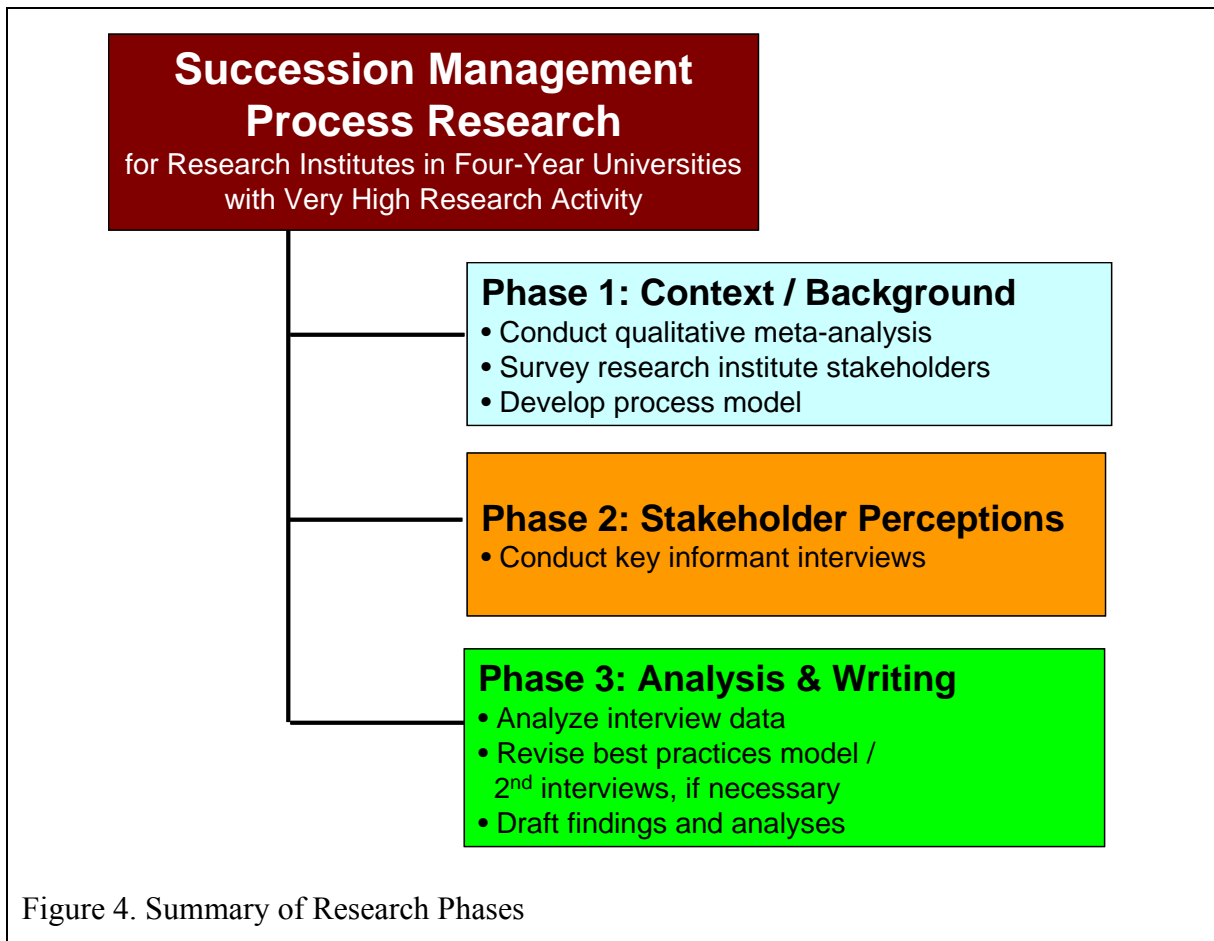 Succession Management
Process Research
for Research Institutes in Four-Year Universities
with Very High Research Activity
Phase 1: Context / Background
• Conduct qualitative meta-analysis
• Survey research institute stakeholders
• Develop process model
Phase 2: Stakeholder Perceptions
• Conduct key informant interviews
Phase 3: Analysis & Writing
• Analyze interview data
• Revise best practices model /
2nd interviews, if necessary
• Draft findings and analyses
Figure 4. Summary of Research Phases